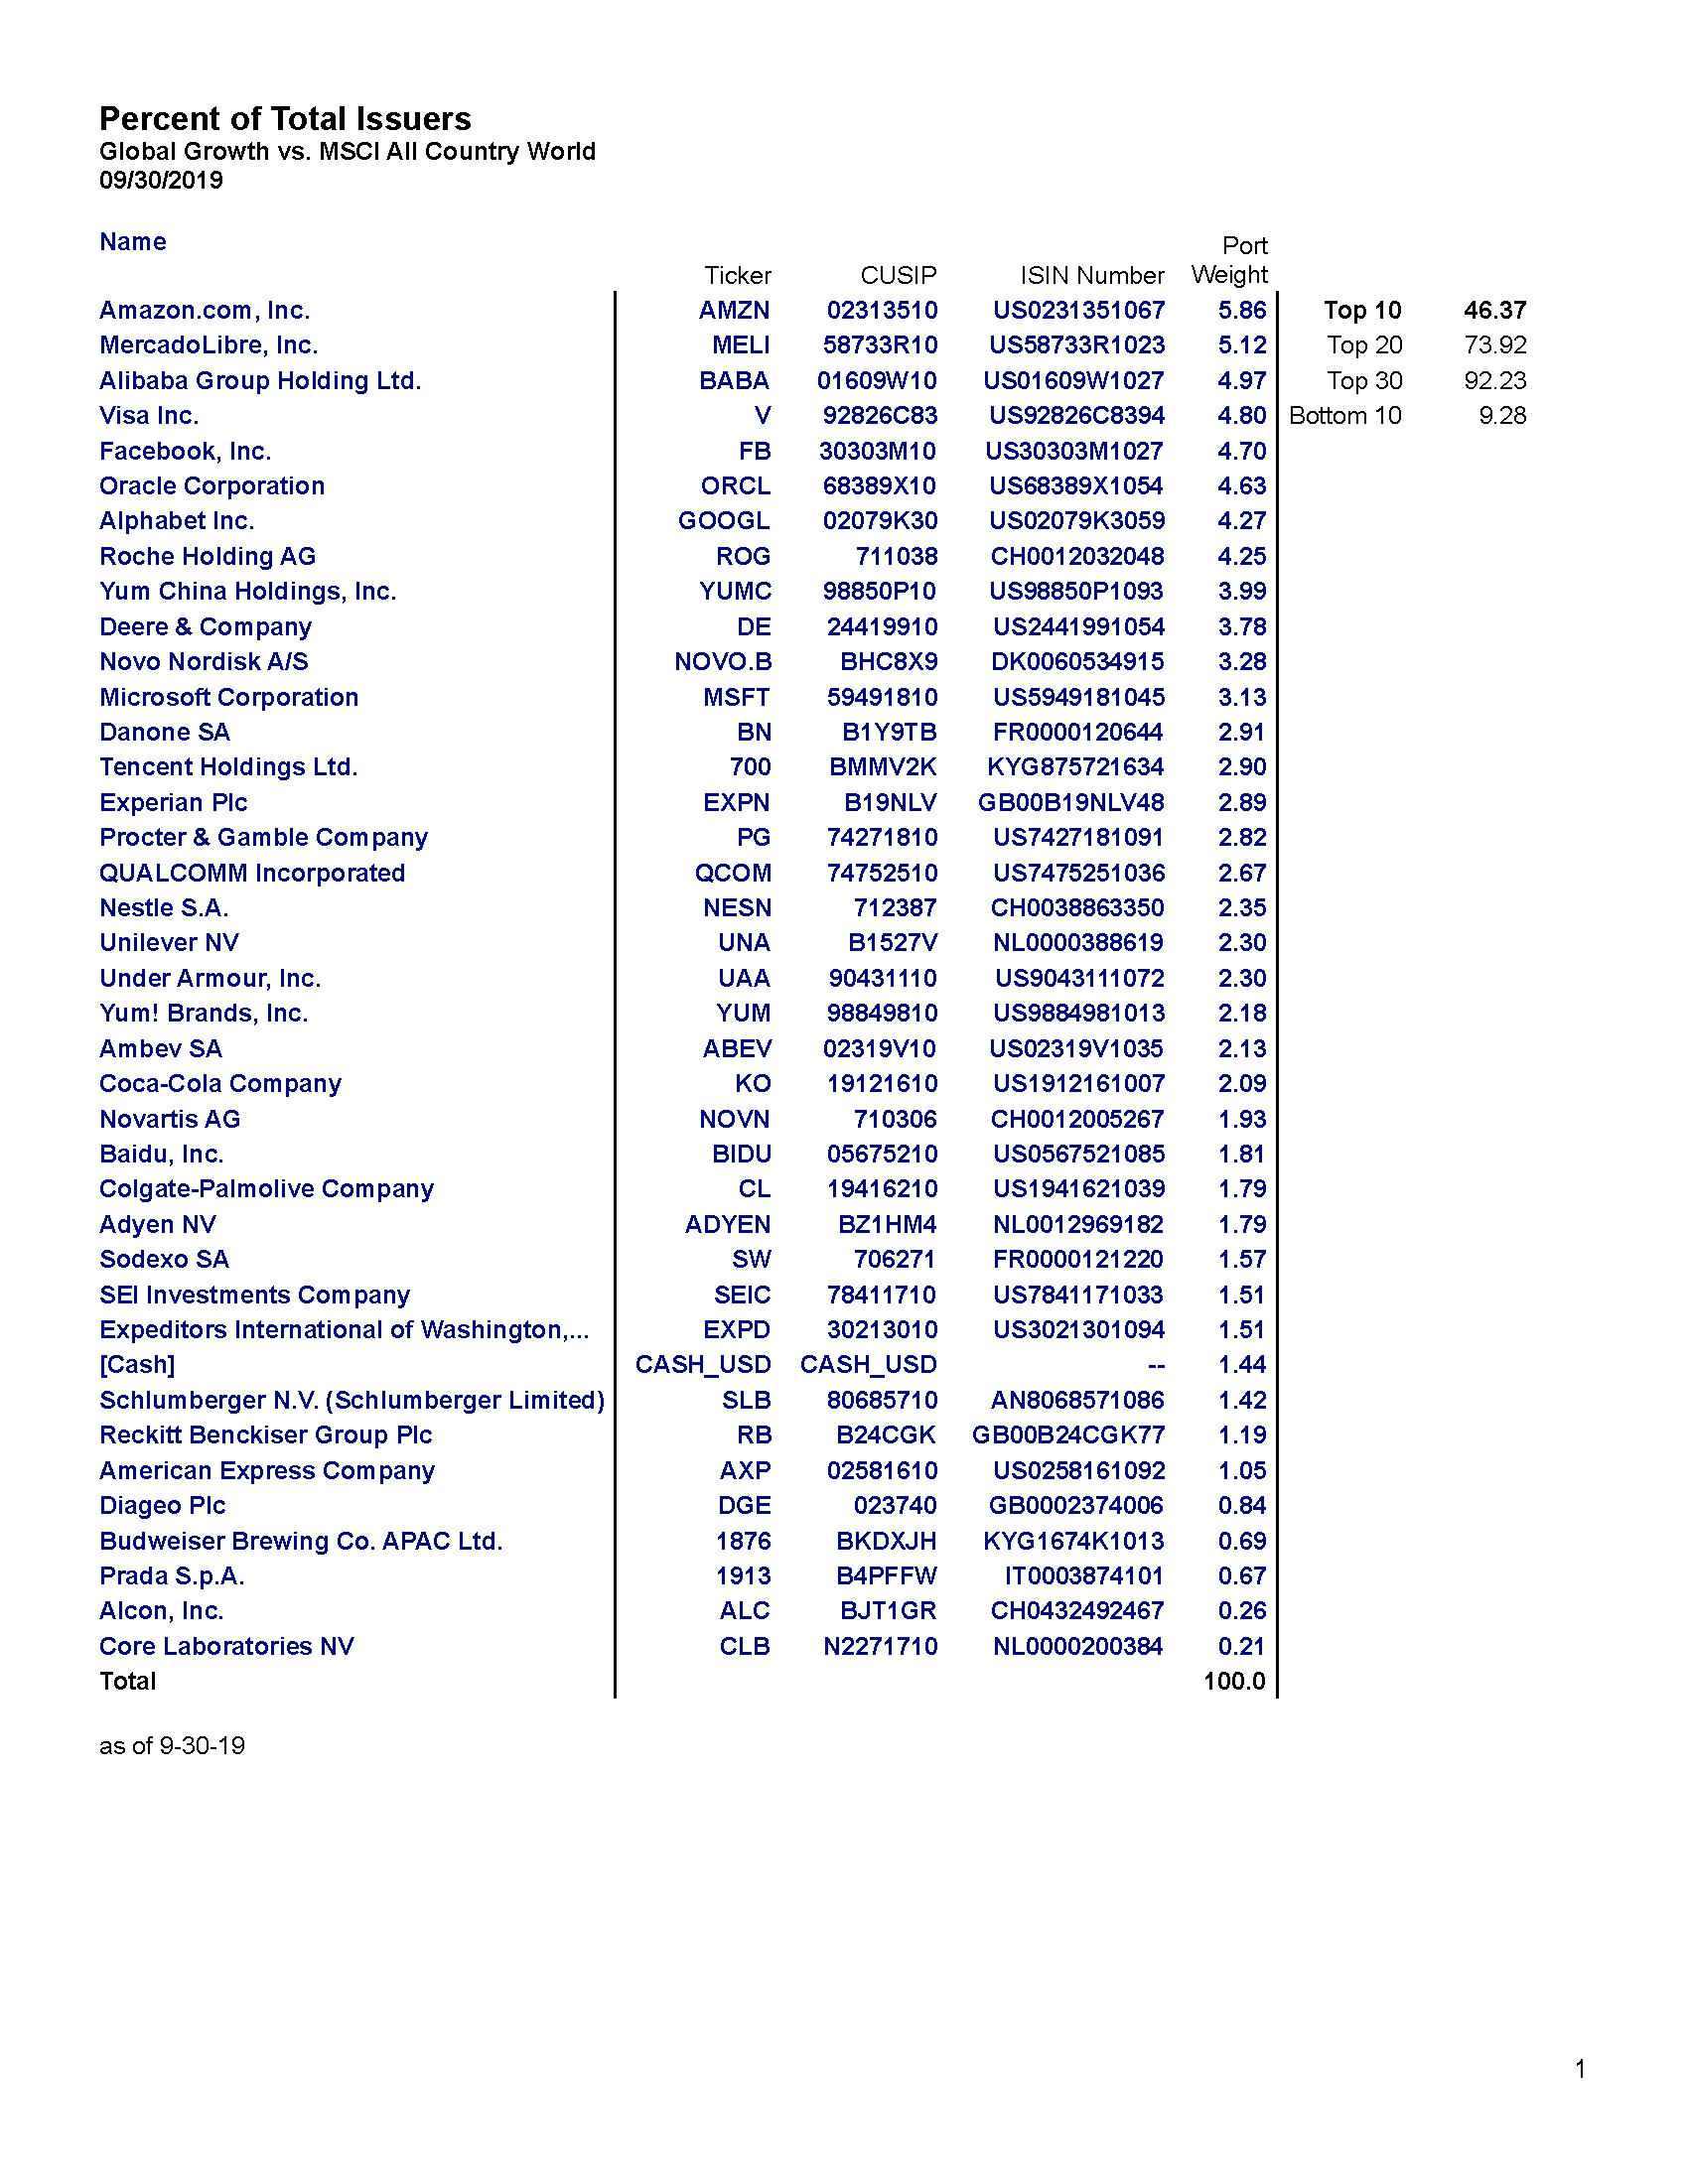 Percent of Total Issuers
Global Growth vs. MSCI All Country World
09/30/2019
Name Ticker CUSIP ISIN Number Port Weight
Amazon.com, Inc. AMZN 02313510 US0231351067 5.86 Top 10 46.37
MercadoLibre, Inc. MELI 58733R10 US58733R1023 5.12 Top 20 73.92
Alibaba Group Holding Ltd. BABA 01609W10 US01609W1027 4.97 Top 30 92.23
Visa Inc. V 92826C83 US92826C8394 4.80 Bottom 10 9.28
Facebook, Inc. FB 30303M10 US30303M1027 4.70
Oracle Corporation ORCL 68389X10 US68389X1054 4.63
Alphabet Inc. GOOGL 02079K30 US02079K3059 4.27
Roche Holding AG ROG 711038 CH0012032048 4.25
Yum China Holdings, Inc. YUMC 98850P10 US98850P1093 3.99
Deere & Company DE 24419910 US2441991054 3.78
Novo Nordisk A/S NOVO.B BHC8X9 DK0060534915 3.28
Microsoft Corporation MSFT 59491810 US5949181045 3.13
Danone SA BN B1Y9TB FR0000120644 2.91
Tencent Holdings Ltd. 700 BMMV2K KYG875721634 2.90
Experian Plc EXPN B19NLV GB00B19NLV48 2.89
Procter & Gamble Company PG 74271810 US7427181091 2.82
QUALCOMM Incorporated QCOM 74752510 US7475251036 2.67
Nestle S.A. NESN 712387 CH0038863350 2.35
Unilever NV UNA B1527V NL0000388619 2.30
Under Armour, Inc. UAA 90431110 US9043111072 2.30
Yum! Brands, Inc. YUM 98849810 US9884981013 2.18
Ambev SA ABEV 02319V10 US02319V1035 2.13
Coca-Cola Company KO 19121610 US1912161007 2.09
Novartis AG NOVN 710306 CH0012005267 1.93
Baidu, Inc. BIDU 05675210 US0567521085 1.81
Colgate-Palmolive Company CL 19416210 US1941621039 1.79
Adyen NV ADYEN BZ1HM4 NL0012969182 1.79
Sodexo SA SW 706271 FR0000121220 1.57
SEI Investments Company SEIC 78411710 US7841171033 1.51
Expeditors International of Washington,... EXPD 30213010 US3021301094 1.51
[Cash] CASH_USD CASH_USD -- 1.44
Schlumberger N.V. (Schlumberger Limited) SLB 80685710 AN8068571086 1.42
Reckitt Benckiser Group Plc RB B24CGK GB00B24CGK77 1.19
American Express Company AXP 02581610 US0258161092 1.05
Diageo Plc DGE 023740 GB0002374006 0.84
Budweiser Brewing Co. APAC Ltd. 1876 BKDXJH KYG1674K1013 0.69
Prada S.p.A. 1913 B4PFFW IT0003874101 0.67
Alcon, Inc. ALC BJT1GR CH0432492467 0.26
Core Laboratories NV CLB N2271710 NL0000200384 0.21
Total 100.0
as of 9-30-19
1